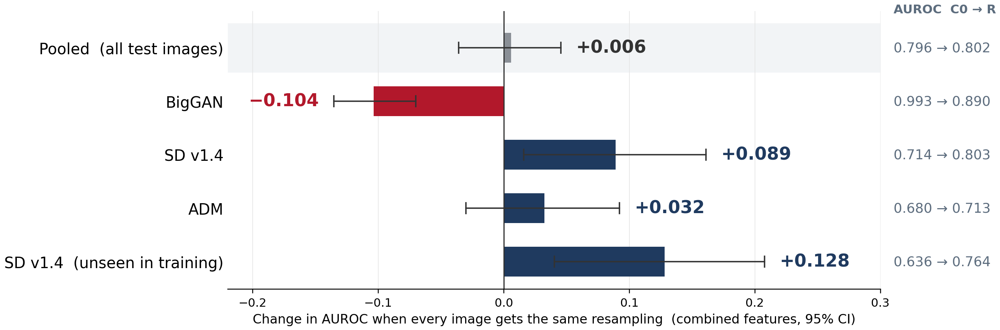 AUROC  C0 → R
Pooled  (all test images)  +0.006  0.796 → 0.802
BigGAN  −0.104  0.993 → 0.890
SD v1.4  +0.089  0.714 → 0.803
ADM  +0.032  0.680 → 0.713
SD v1.4  (unseen in training)  +0.128  0.636 → 0.764
−0.2  −0.1  0.0  0.1  0.2  0.3
Change in AUROC when every image gets the same resampling  (combined features, 95% CI)